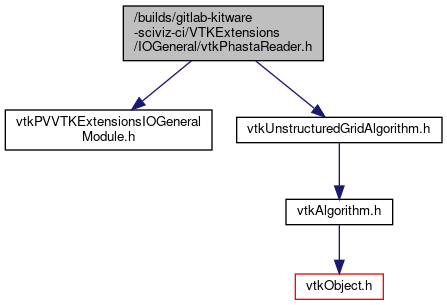 /builds/gitlab-kitware
-sciviz-ci/VTKExtensions
/IOGeneral/vtkPhastaReader.h
vtkPVVTKExtensionsIOGeneral
Module.h
vtkUnstructuredGridAlgorithm.h
vtkAlgorithm.h
vtkObject.h